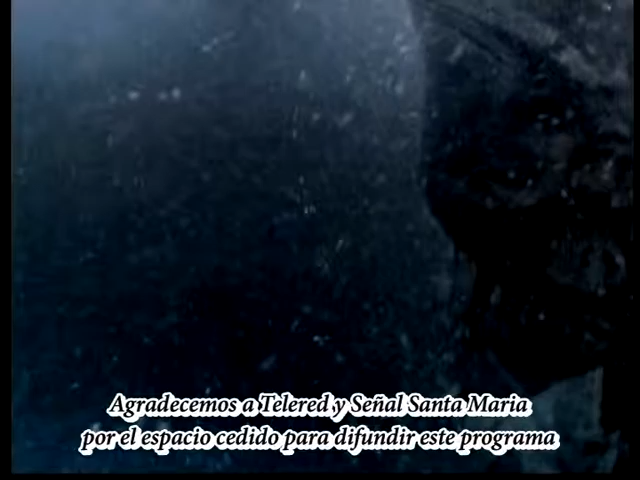 Agradecemos a Telered y Señal Santa Maria
por el espacio cedido para difundir este programa